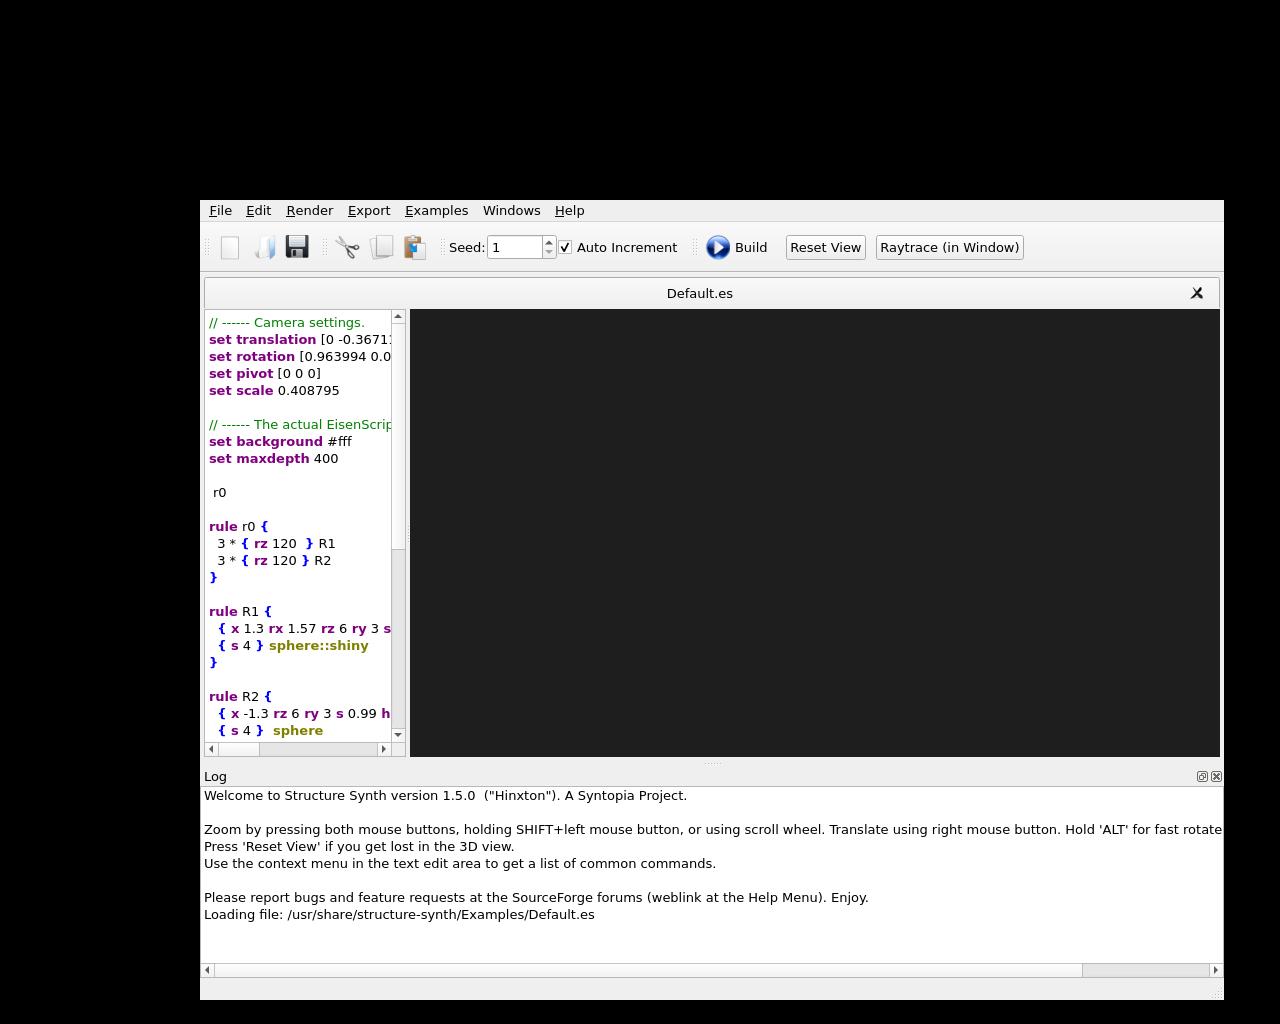 File Edit Render Export Examples Windows Help
Seed: 1 Auto Increment Build Reset View Raytrace (in Window)
Default.es
// ------ Camera settings.
set translation [0 -0.3671
set rotation [0.963994 0.0
set pivot [0 0 0]
set scale 0.408795
// ------ The actual EisenScrip
set background #fff
set maxdepth 400
r0
rule r0 {
3 * { rz 120  } R1
3 * { rz 120 } R2
}
rule R1 {
{ x 1.3 rx 1.57 rz 6 ry 3 s
{ s 4 } sphere::shiny
}
rule R2 {
{ x -1.3 rz 6 ry 3 s 0.99 h
{ s 4 }  sphere
Log
Welcome to Structure Synth version 1.5.0  ("Hinxton"). A Syntopia Project.
Zoom by pressing both mouse buttons, holding SHIFT+left mouse button, or using scroll wheel. Translate using right mouse button. Hold 'ALT' for fast rotate
Press 'Reset View' if you get lost in the 3D view.
Use the context menu in the text edit area to get a list of common commands.
Please report bugs and feature requests at the SourceForge forums (weblink at the Help Menu). Enjoy.
Loading file: /usr/share/structure-synth/Examples/Default.es